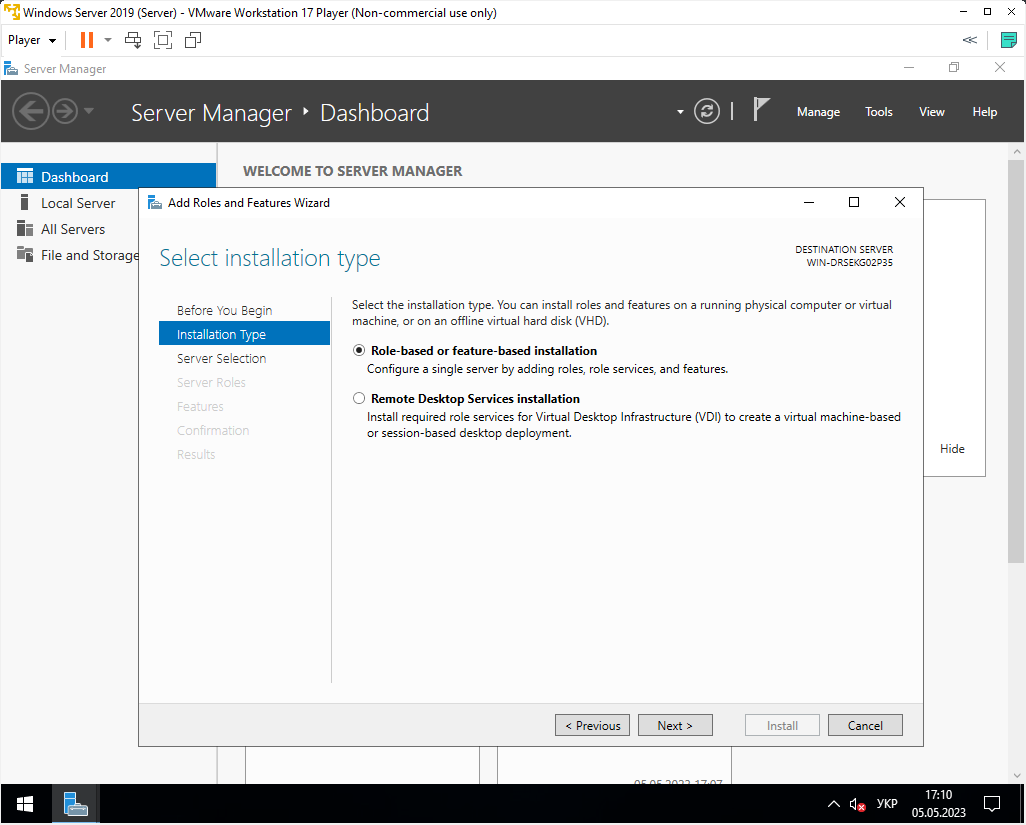 Windows Server 2019 (Server) - VMware Workstation 17 Player (Non-commercial use only)
Player
Server Manager
Server Manager ‣ Dashboard
Manage
Tools
View
Help
Dashboard
Local Server
All Servers
File and Storage
WELCOME TO SERVER MANAGER
Add Roles and Features Wizard
Select installation type
DESTINATION SERVER
WIN-DRSEKG02P35
Before You Begin
Installation Type
Server Selection
Server Roles
Features
Confirmation
Results
Select the installation type. You can install roles and features on a running physical computer or virtual
machine, or on an offline virtual hard disk (VHD).
Role-based or feature-based installation
Configure a single server by adding roles, role services, and features.
Remote Desktop Services installation
Install required role services for Virtual Desktop Infrastructure (VDI) to create a virtual machine-based
or session-based desktop deployment.
Hide
< Previous
Next >
Install
Cancel
05.05.2023 17:07
УКР
17:10
05.05.2023